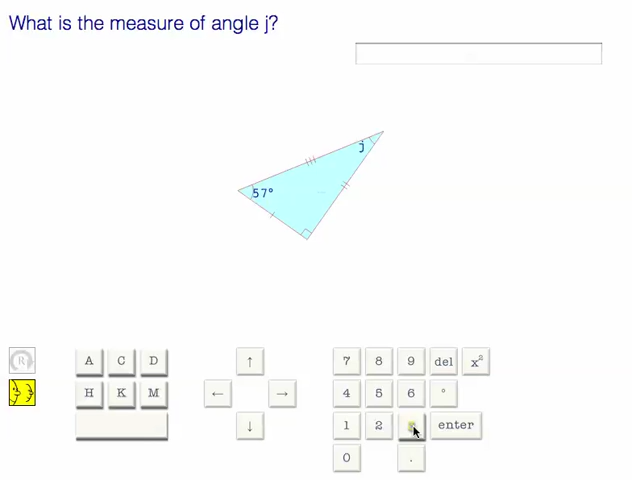 What is the measure of angle j?
j
57°
R
A C D ↑ 7 8 9 del x²
H K M ← → 4 5 6 °
↓ 1 2 enter
0 .